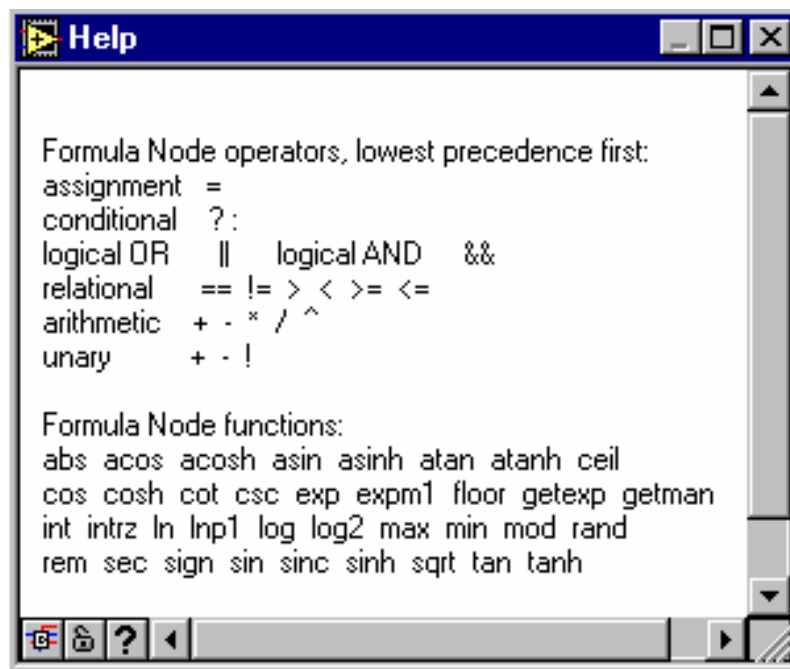 Help
Formula Node operators, lowest precedence first:
assignment =
conditional ? :
logical OR || logical AND &&
relational == != > < >= <=
arithmetic + - * / ^
unary + - !
Formula Node functions:
abs acos acosh asin asinh atan atanh ceil
cos cosh cot csc exp expm1 floor getexp getman
int intrz ln lnp1 log log2 max min mod rand
rem sec sign sin sinc sinh sqrt tan tanh
?